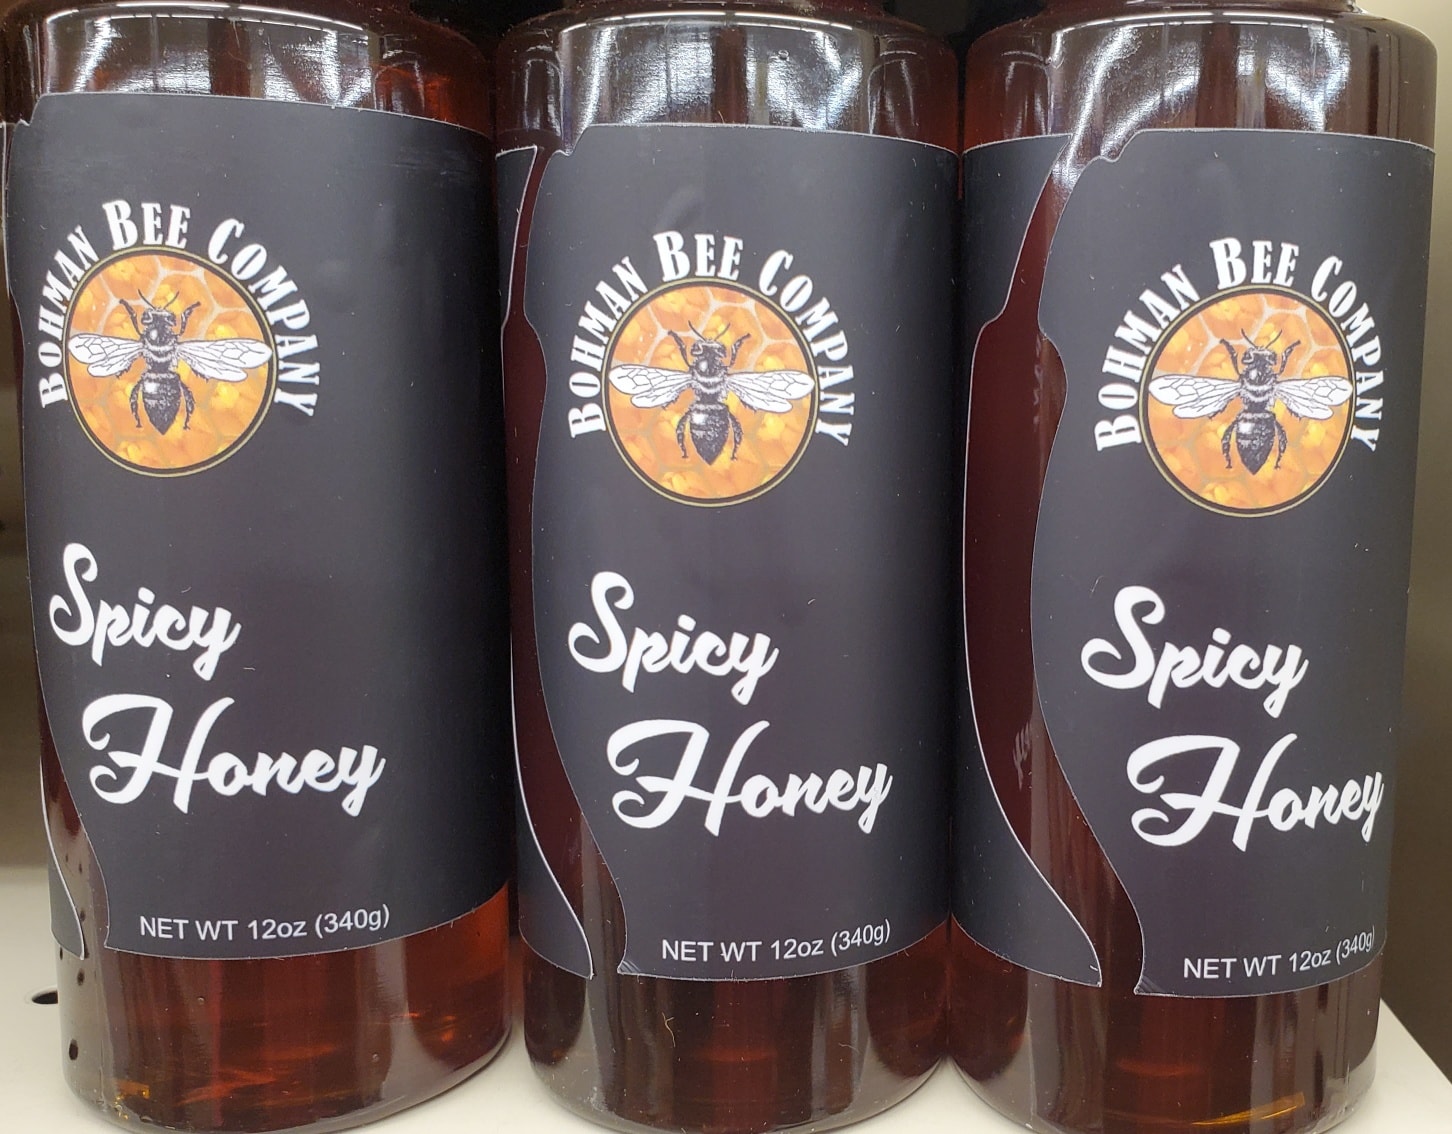 BOHMAN BEE COMPANY
Spicy
Honey
NET WT 12oz (340g)
BOHMAN BEE COMPANY
Spicy
Honey
NET WT 12oz (340g)
BOHMAN BEE COMPANY
Spicy
Honey
NET WT 12oz (340g)